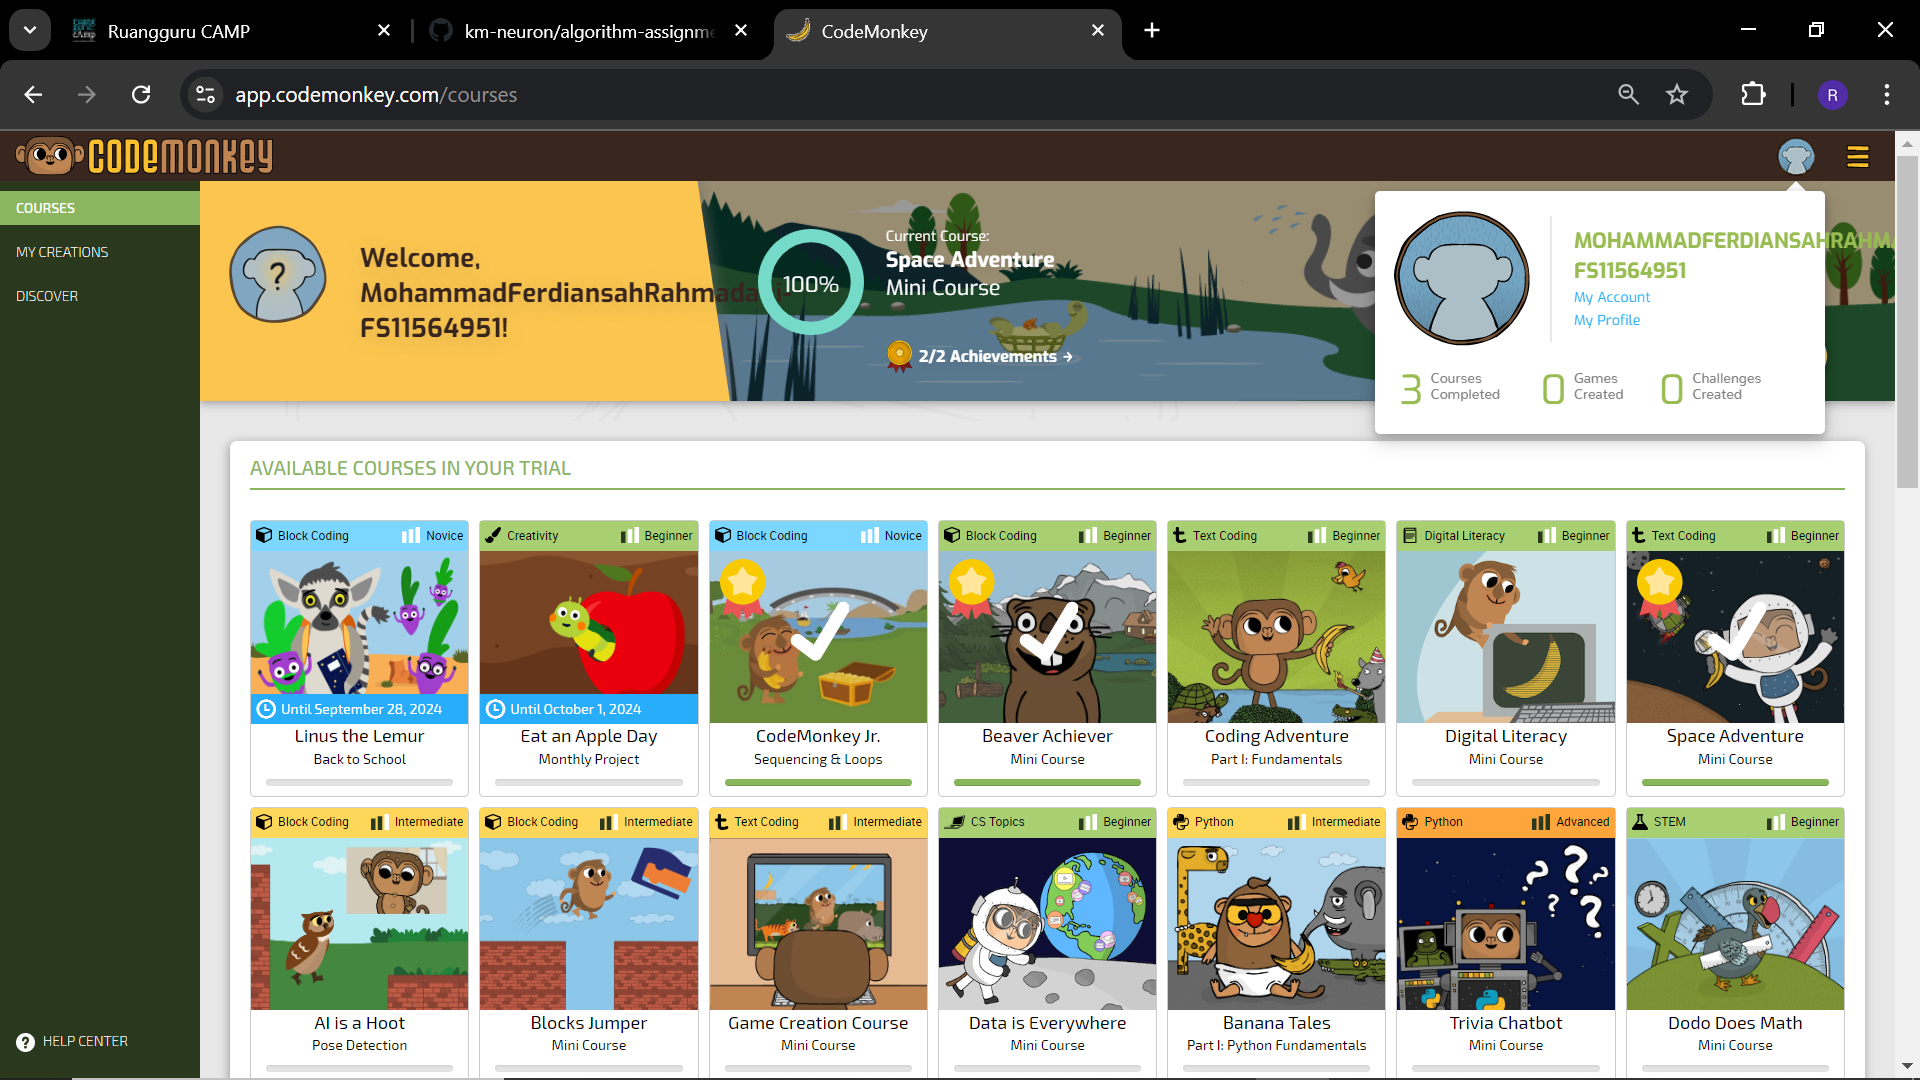 Ruangguru CAMP
km-neuron/algorithm-assignme
CodeMonkey
app.codemonkey.com/courses
R
CODEMONKEY
COURSES
MY CREATIONS
DISCOVER
HELP CENTER
?
Welcome,
MohammadFerdiansahRahmada
FS11564951!
100%
Current Course:
Space Adventure
Mini Course
2/2 Achievements →
MOHAMMADFERDIANSAHRAHMA
FS11564951
My Account
My Profile
3 Courses Completed
0 Games Created
0 Challenges Created
AVAILABLE COURSES IN YOUR TRIAL
Block Coding Novice
Until September 28, 2024
Linus the Lemur
Back to School
Creativity Beginner
Until October 1, 2024
Eat an Apple Day
Monthly Project
Block Coding Novice
CodeMonkey Jr.
Sequencing & Loops
Block Coding Beginner
Beaver Achiever
Mini Course
Text Coding Beginner
Coding Adventure
Part I: Fundamentals
Digital Literacy Beginner
Digital Literacy
Mini Course
Text Coding Beginner
Space Adventure
Mini Course
Block Coding Intermediate
AI is a Hoot
Pose Detection
Block Coding Intermediate
Blocks Jumper
Mini Course
Text Coding Intermediate
Game Creation Course
Mini Course
CS Topics Beginner
Data is Everywhere
Mini Course
Python Intermediate
Banana Tales
Part I: Python Fundamentals
Python Advanced
Trivia Chatbot
Mini Course
STEM Beginner
Dodo Does Math
Mini Course